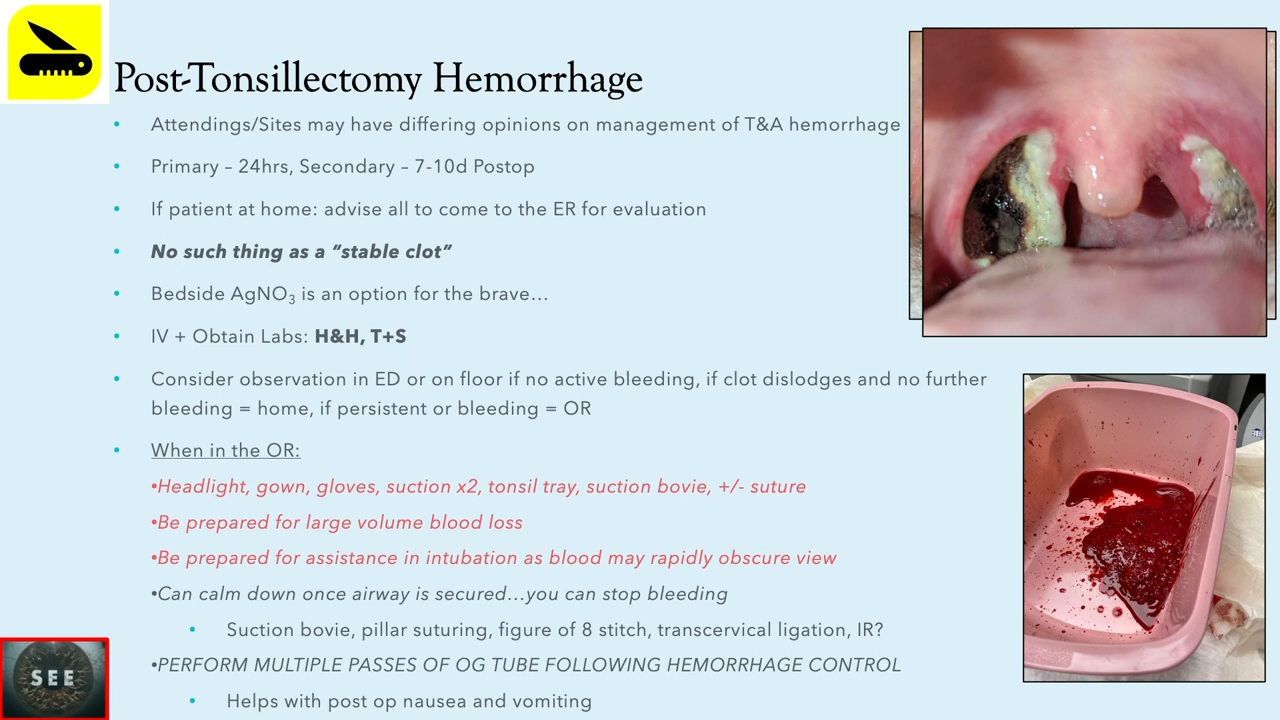 Post-Tonsillectomy Hemorrhage
• Attendings/Sites may have differing opinions on management of T&A hemorrhage
• Primary – 24hrs, Secondary – 7-10d Postop
• If patient at home: advise all to come to the ER for evaluation
• No such thing as a “stable clot”
• Bedside AgNO₃ is an option for the brave…
• IV + Obtain Labs: H&H, T+S
• Consider observation in ED or on floor if no active bleeding, if clot dislodges and no further
bleeding = home, if persistent or bleeding = OR
• When in the OR:
•Headlight, gown, gloves, suction x2, tonsil tray, suction bovie, +/- suture
•Be prepared for large volume blood loss
•Be prepared for assistance in intubation as blood may rapidly obscure view
•Can calm down once airway is secured…you can stop bleeding
• Suction bovie, pillar suturing, figure of 8 stitch, transcervical ligation, IR?
•PERFORM MULTIPLE PASSES OF OG TUBE FOLLOWING HEMORRHAGE CONTROL
• Helps with post op nausea and vomiting
SEE